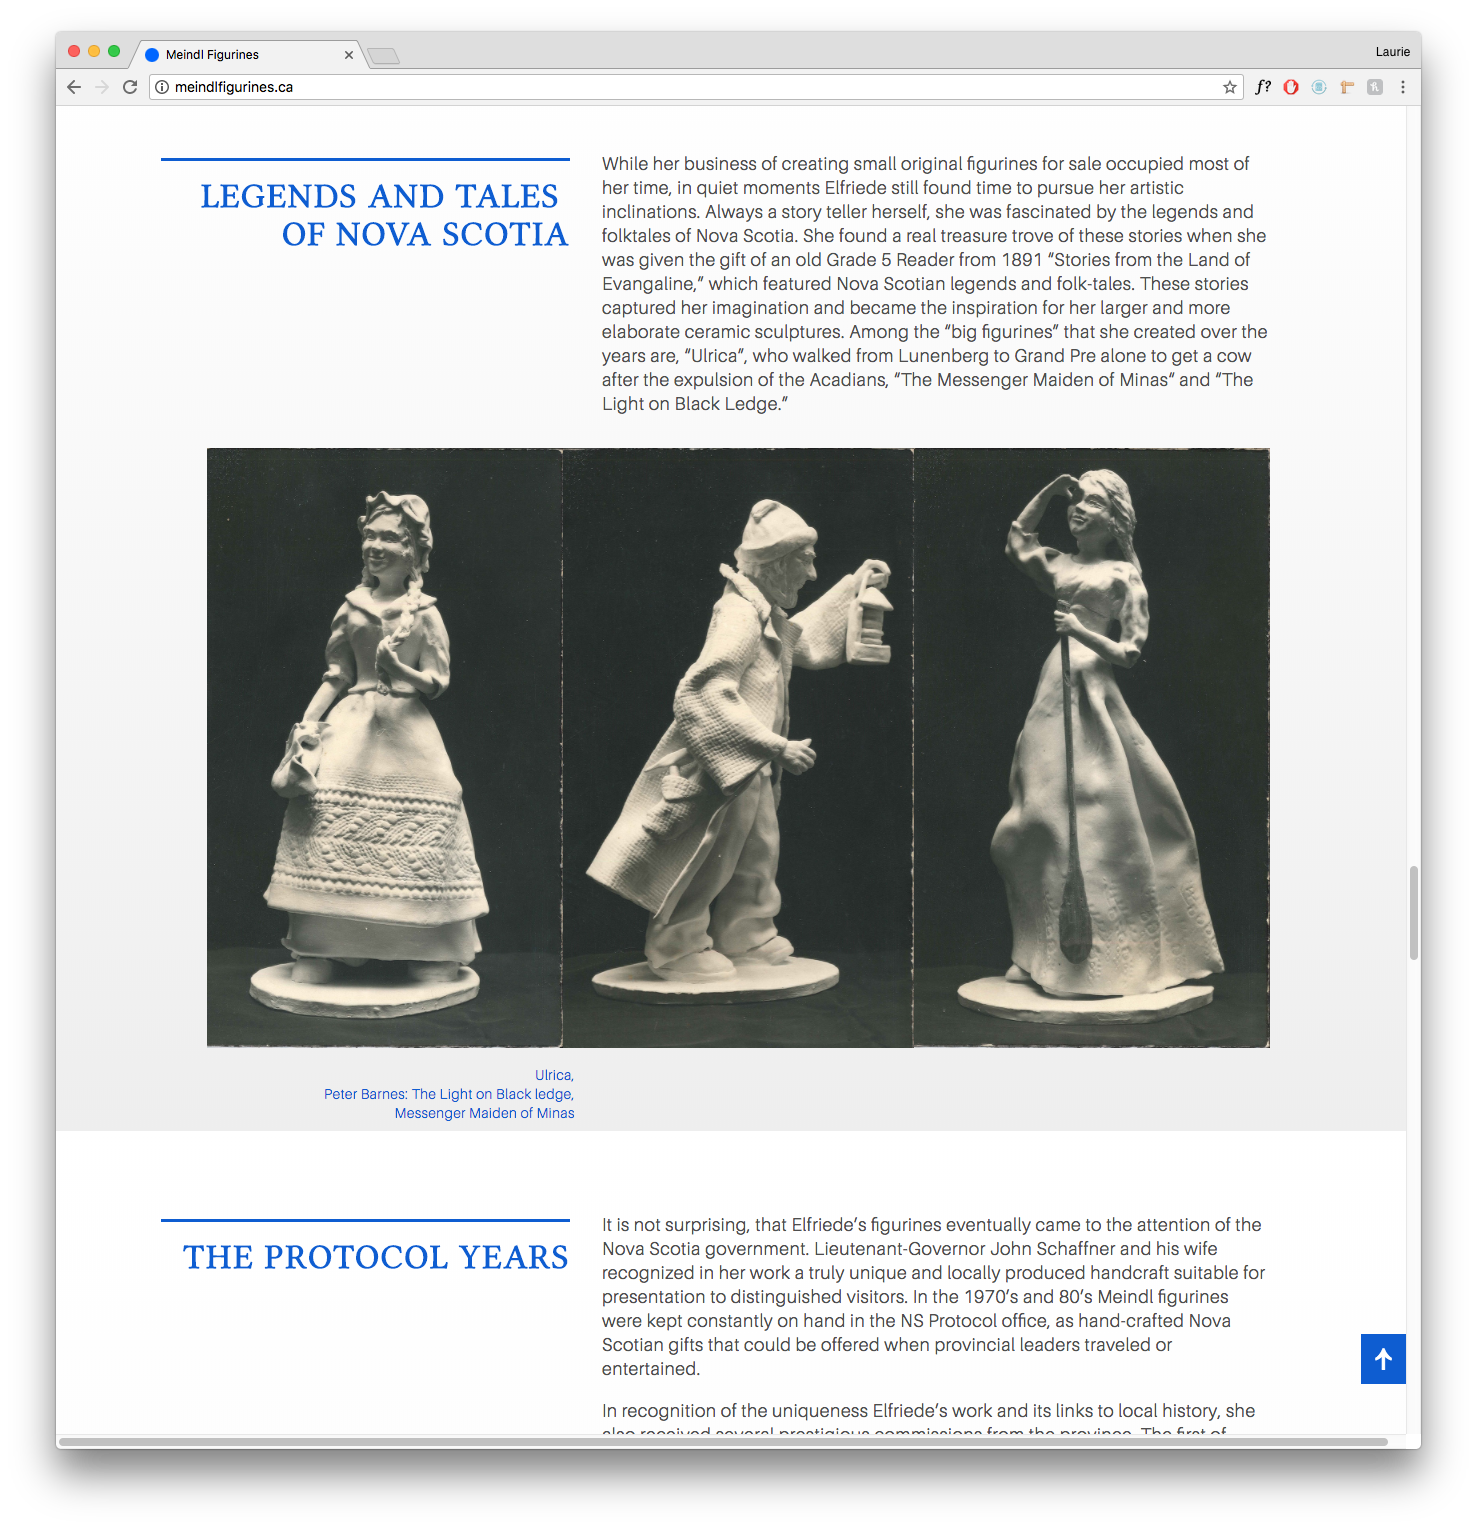 Meindl Figurines
Laurie
meindlfigurines.ca
f?
LEGENDS AND TALES
OF NOVA SCOTIA
While her business of creating small original figurines for sale occupied most of
her time, in quiet moments Elfriede still found time to pursue her artistic
inclinations. Always a story teller herself, she was fascinated by the legends and
folktales of Nova Scotia. She found a real treasure trove of these stories when she
was given the gift of an old Grade 5 Reader from 1891 “Stories from the Land of
Evangaline,” which featured Nova Scotian legends and folk-tales. These stories
captured her imagination and became the inspiration for her larger and more
elaborate ceramic sculptures. Among the “big figurines” that she created over the
years are, “Ulrica”, who walked from Lunenberg to Grand Pre alone to get a cow
after the expulsion of the Acadians, “The Messenger Maiden of Minas“ and “The
Light on Black Ledge.”
Ulrica,
Peter Barnes: The Light on Black ledge,
Messenger Maiden of Minas
THE PROTOCOL YEARS
It is not surprising, that Elfriede’s figurines eventually came to the attention of the
Nova Scotia government. Lieutenant-Governor John Schaffner and his wife
recognized in her work a truly unique and locally produced handcraft suitable for
presentation to distinguished visitors. In the 1970’s and 80’s Meindl figurines
were kept constantly on hand in the NS Protocol office, as hand-crafted Nova
Scotian gifts that could be offered when provincial leaders traveled or
entertained.
In recognition of the uniqueness Elfriede’s work and its links to local history, she
also received several prestigious commissions from the province. The first of